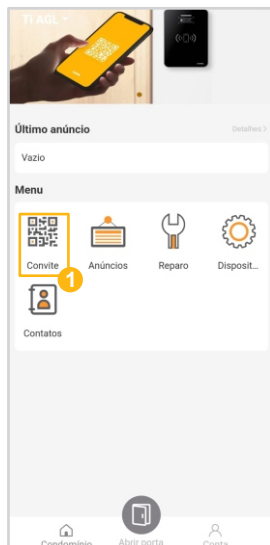 TI AGL
Último anúncio
Detalhes >
Vazio
Menu
Convite
Anúncios
Reparo
Disposit...
1
Contatos
Condomínio
Abrir porta
Conta